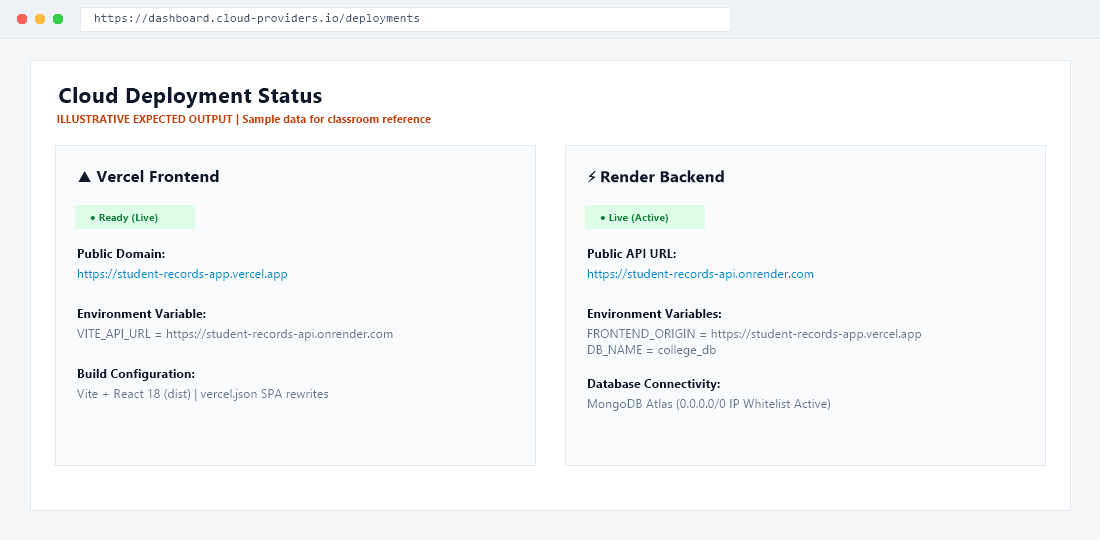 https://dashboard.cloud-providers.io/deployments
Cloud Deployment Status
ILLUSTRATIVE EXPECTED OUTPUT | Sample data for classroom reference
▲ Vercel Frontend
● Ready (Live)
Public Domain:
https://student-records-app.vercel.app
Environment Variable:
VITE_API_URL = https://student-records-api.onrender.com
Build Configuration:
Vite + React 18 (dist) | vercel.json SPA rewrites
⚡ Render Backend
● Live (Active)
Public API URL:
https://student-records-api.onrender.com
Environment Variables:
FRONTEND_ORIGIN = https://student-records-app.vercel.app
DB_NAME = college_db
Database Connectivity:
MongoDB Atlas (0.0.0.0/0 IP Whitelist Active)